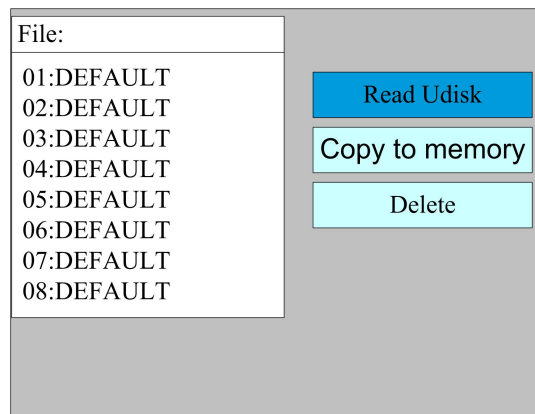 File:
01:DEFAULT
02:DEFAULT
03:DEFAULT
04:DEFAULT
05:DEFAULT
06:DEFAULT
07:DEFAULT
08:DEFAULT
Read Udisk
Copy to memory
Delete